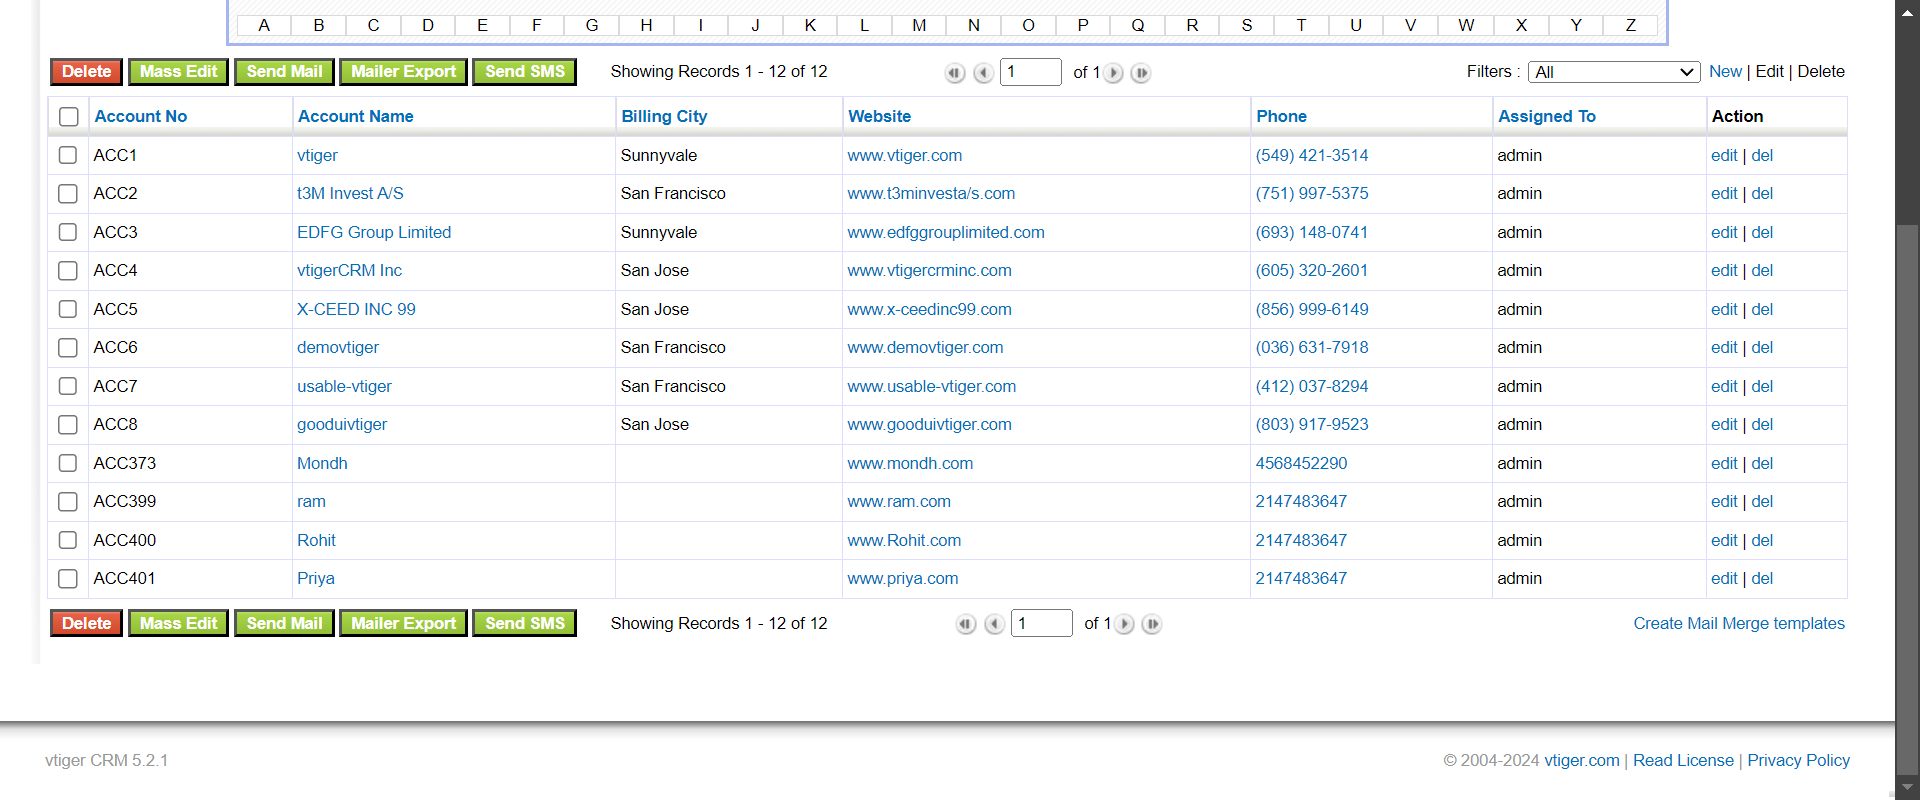 A B C D E F G H I J K L M N O P Q R S T U V W X Y Z
Delete Mass Edit Send Mail Mailer Export Send SMS Showing Records 1 - 12 of 12 1 of 1 Filters : All New | Edit | Delete
Account No Account Name Billing City Website Phone Assigned To Action
ACC1 vtiger Sunnyvale www.vtiger.com (549) 421-3514 admin edit | del
ACC2 t3M Invest A/S San Francisco www.t3minvesta/s.com (751) 997-5375 admin edit | del
ACC3 EDFG Group Limited Sunnyvale www.edfggrouplimited.com (693) 148-0741 admin edit | del
ACC4 vtigerCRM Inc San Jose www.vtigercrminc.com (605) 320-2601 admin edit | del
ACC5 X-CEED INC 99 San Jose www.x-ceedinc99.com (856) 999-6149 admin edit | del
ACC6 demovtiger San Francisco www.demovtiger.com (036) 631-7918 admin edit | del
ACC7 usable-vtiger San Francisco www.usable-vtiger.com (412) 037-8294 admin edit | del
ACC8 gooduivtiger San Jose www.gooduivtiger.com (803) 917-9523 admin edit | del
ACC373 Mondh www.mondh.com 4568452290 admin edit | del
ACC399 ram www.ram.com 2147483647 admin edit | del
ACC400 Rohit www.Rohit.com 2147483647 admin edit | del
ACC401 Priya www.priya.com 2147483647 admin edit | del
Delete Mass Edit Send Mail Mailer Export Send SMS Showing Records 1 - 12 of 12 1 of 1 Create Mail Merge templates
vtiger CRM 5.2.1 © 2004-2024 vtiger.com | Read License | Privacy Policy